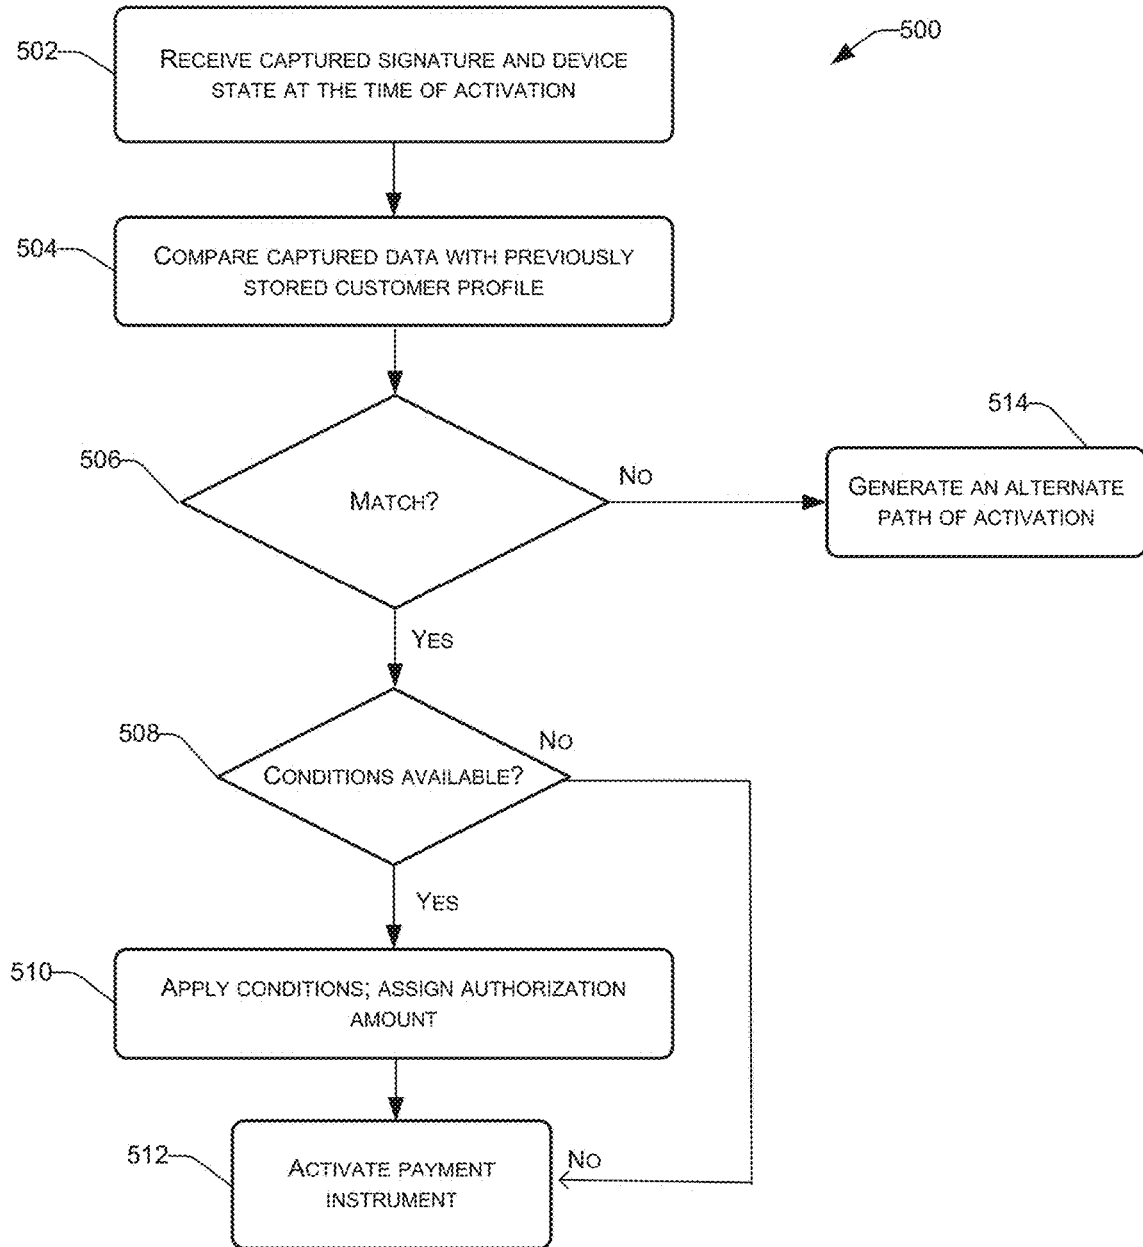 500
502
RECEIVE CAPTURED SIGNATURE AND DEVICE
STATE AT THE TIME OF ACTIVATION
504
COMPARE CAPTURED DATA WITH PREVIOUSLY
STORED CUSTOMER PROFILE
506
MATCH?
NO
514
GENERATE AN ALTERNATE
PATH OF ACTIVATION
YES
508
CONDITIONS AVAILABLE?
NO
YES
510
APPLY CONDITIONS; ASSIGN AUTHORIZATION
AMOUNT
512
ACTIVATE PAYMENT
INSTRUMENT
NO